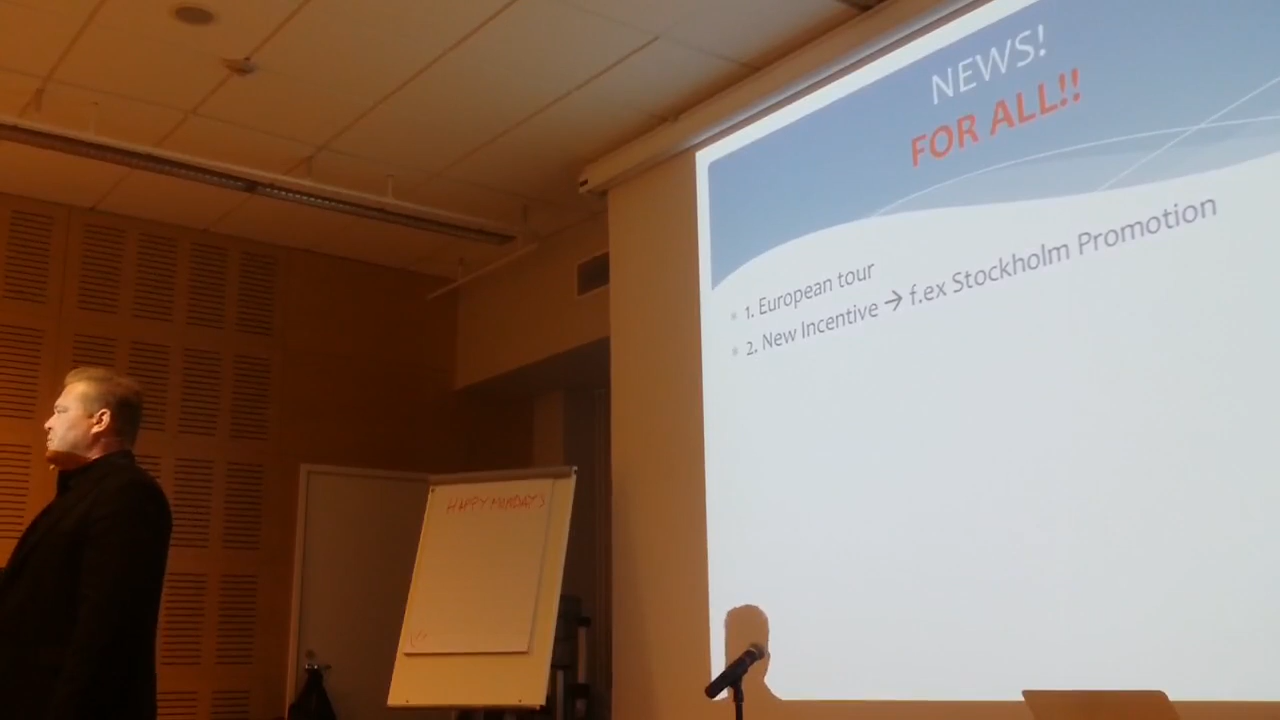 NEWS!
FOR ALL!!
1. European tour
2. New Incentive → f.ex Stockholm Promotion
HAPPY MONDAYS